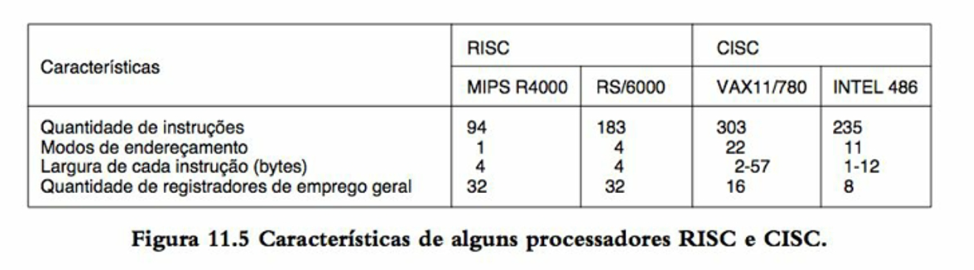 Características RISC CISC
MIPS R4000 RS/6000 VAX11/780 INTEL 486
Quantidade de instruções 94 183 303 235
Modos de endereçamento 1 4 22 11
Largura de cada instrução (bytes) 4 4 2-57 1-12
Quantidade de registradores de emprego geral 32 32 16 8
Figura 11.5 Características de alguns processadores RISC e CISC.